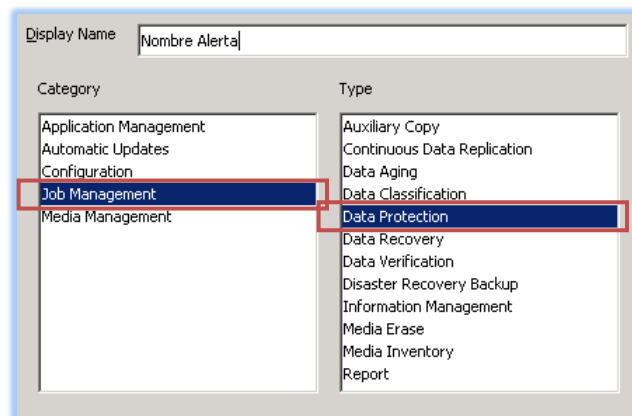 Display Name
Nombre Alerta
Category
Application Management
Automatic Updates
Configuration
Job Management
Media Management
Type
Auxiliary Copy
Continuous Data Replication
Data Aging
Data Classification
Data Protection
Data Recovery
Data Verification
Disaster Recovery Backup
Information Management
Media Erase
Media Inventory
Report